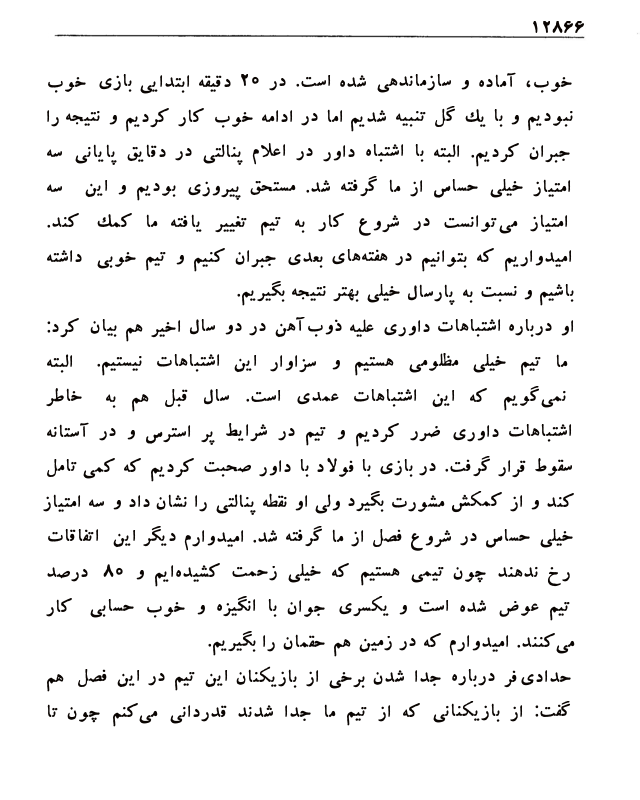 ۱۲۸۶۶
خوب، آماده و سازماندهی شده است. در ۲۰ دقیقه ابتدایی بازی خوب
نبودیم و با یك گل تنبیه شدیم اما در ادامه خوب کار کردیم و نتیجه را
جبران کردیم. البته با اشتباه داور در اعلام پنالتی در دقایق پایانی سه
امتیاز خیلی حساس از ما گرفته شد. مستحق پیروزی بودیم و این سه
امتیاز می‌توانست در شروع کار به تیم تغییر یافته ما کمك کند.
امیدواریم که بتوانیم در هفته‌های بعدی جبران کنیم و تیم خوبی داشته
باشیم و نسبت به پارسال خیلی بهتر نتیجه بگیریم.
او درباره اشتباهات داوری علیه ذوب‌آهن در دو سال اخیر هم بیان کرد:
ما تیم خیلی مظلومی هستیم و سزاوار این اشتباهات نیستیم. البته
نمی‌گویم که این اشتباهات عمدی است. سال قبل هم به خاطر
اشتباهات داوری ضرر کردیم و تیم در شرایط پر استرس و در آستانه
سقوط قرار گرفت. در بازی با فولاد با داور صحبت کردیم که کمی تامل
کند و از کمکش مشورت بگیرد ولی او نقطه پنالتی را نشان داد و سه امتیاز
خیلی حساس در شروع فصل از ما گرفته شد. امیدوارم دیگر این اتفاقات
رخ ندهند چون تیمی هستیم که خیلی زحمت کشیده‌ایم و ۸۰ درصد
تیم عوض شده است و یکسری جوان با انگیزه و خوب حسابی کار
می‌کنند. امیدوارم که در زمین هم حقمان را بگیریم.
حدادی‌فر درباره جدا شدن برخی از بازیکنان این تیم در این فصل هم
گفت: از بازیکنانی که از تیم ما جدا شدند قدردانی می‌کنم چون تا